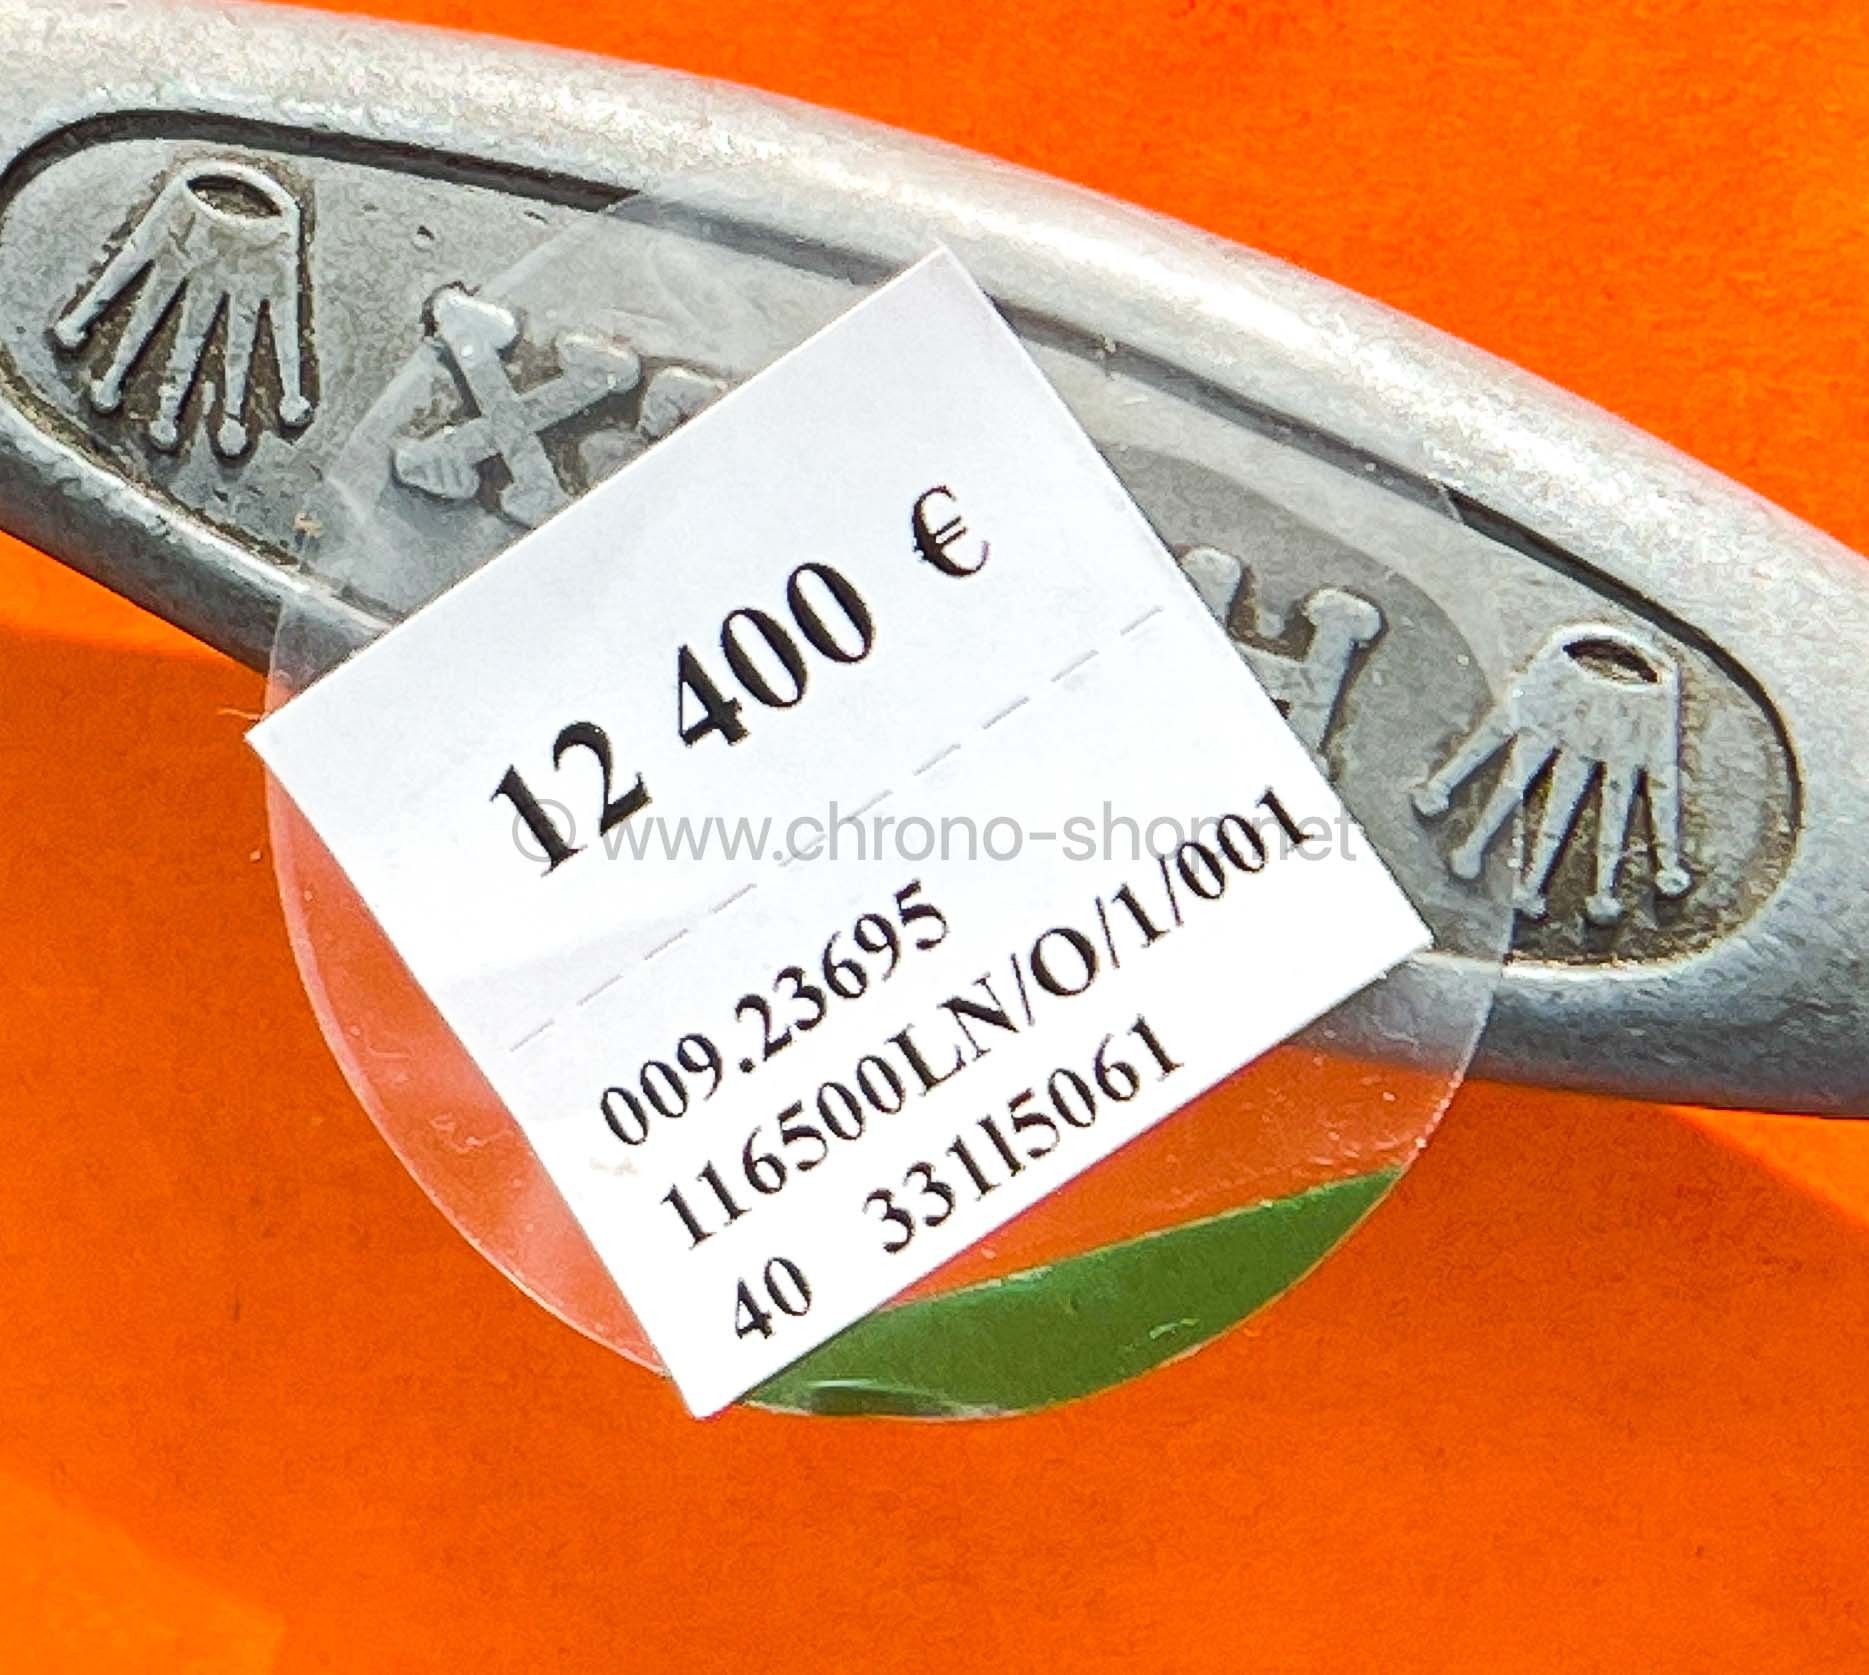 12 400 €
© www.chrono-shop.net
009.23695
116500LN/O/1/001
40 331I5061